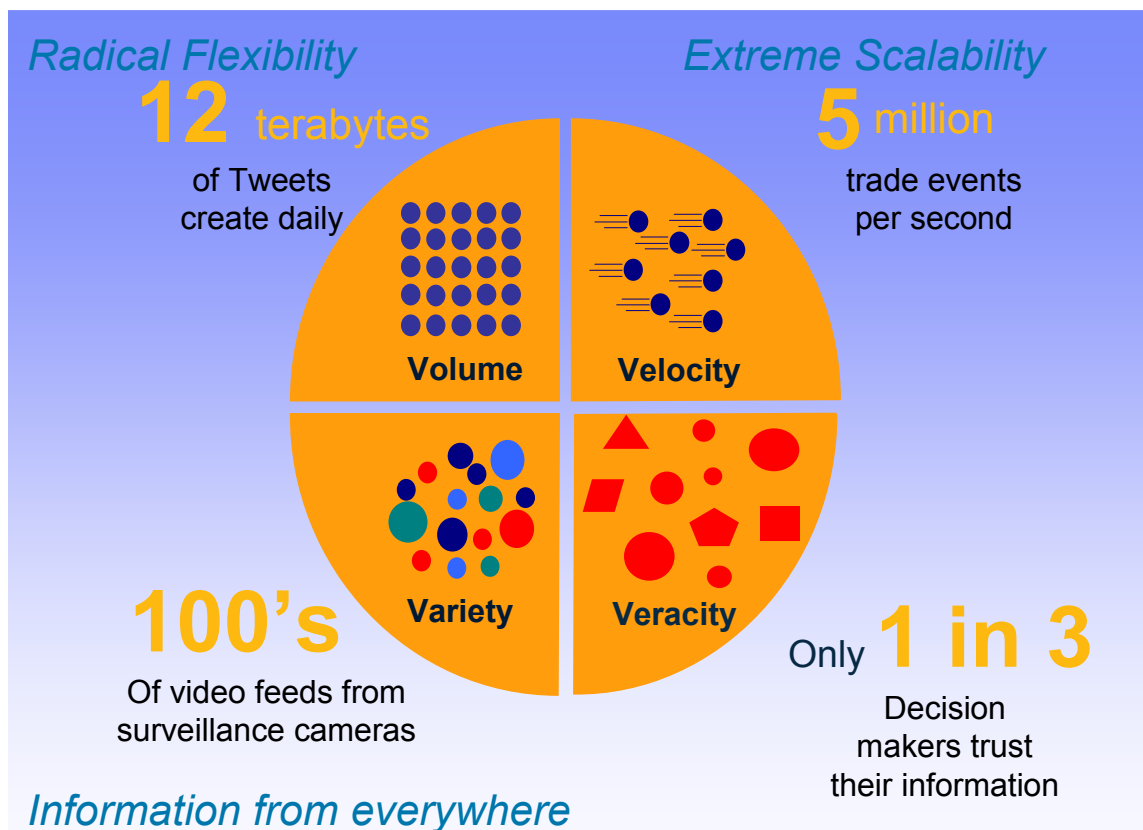 Radical Flexibility
12 terabytes
of Tweets
create daily
Extreme Scalability
5 million
trade events
per second
Volume
Velocity
Variety
Veracity
100’s
Of video feeds from
surveillance cameras
Only 1 in 3
Decision
makers trust
their information
Information from everywhere